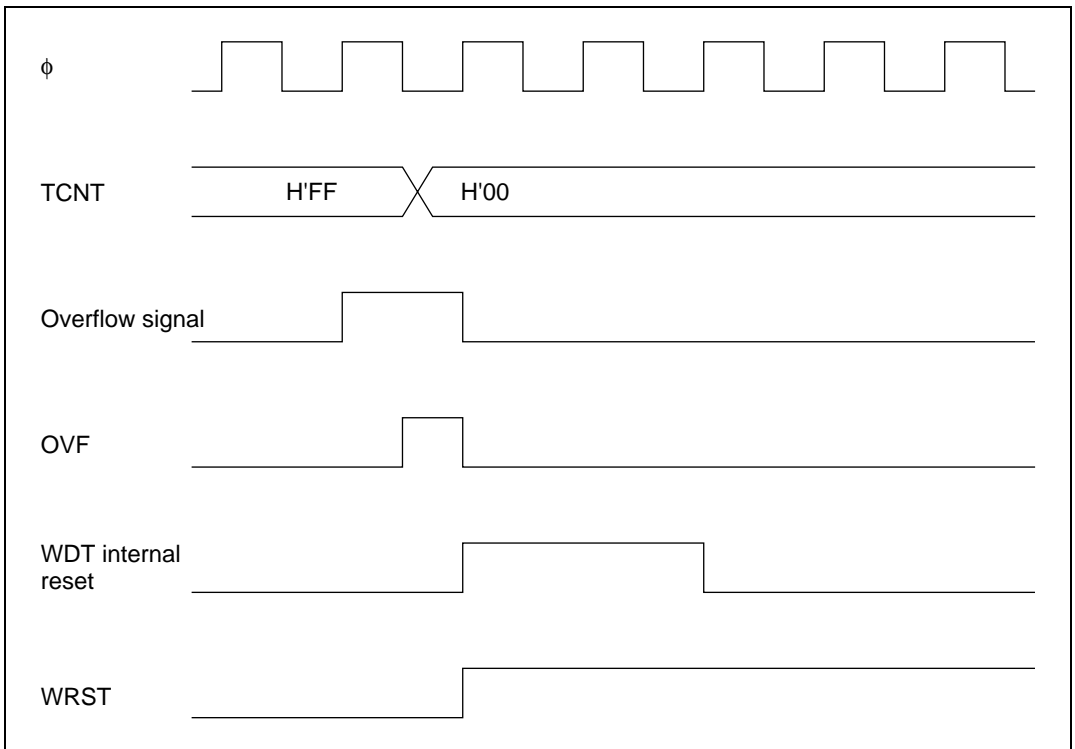 φ
TCNT
H'FF
H'00
Overflow signal
OVF
WDT internal
reset
WRST